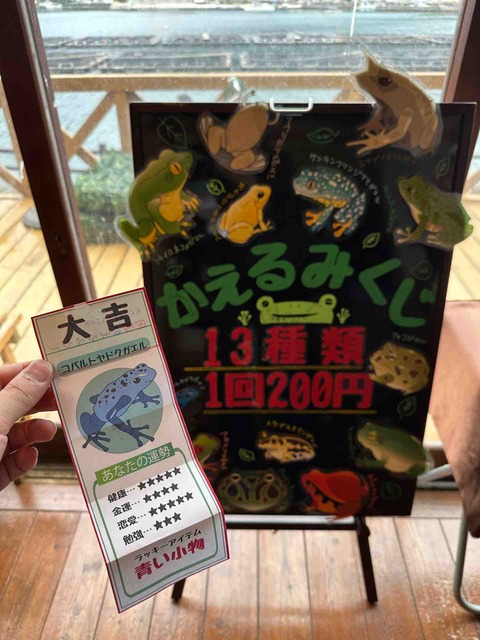 かえるみくじ
13種類
1回200円
大吉
コバルトヤドクガエル
あなたの運勢
健康…★★★★★
金運…★★★★
恋愛…★★★★★
勉強…★★★
ラッキーアイテム
青い小物